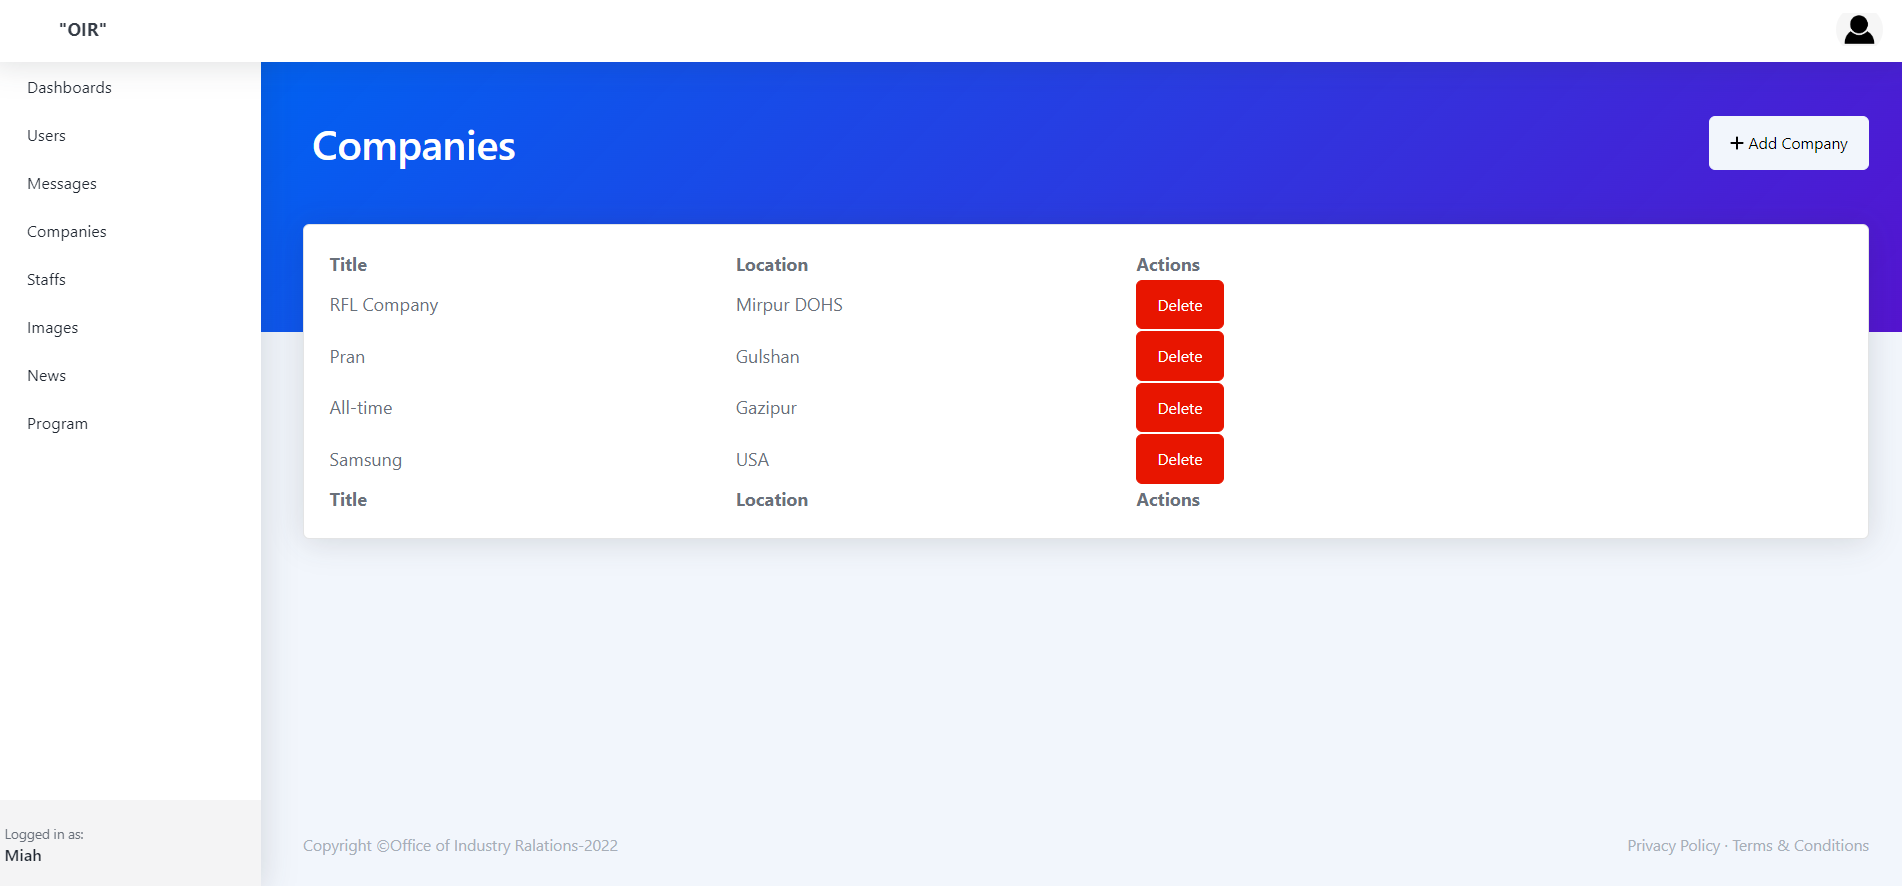 "OIR"
Dashboards
Users
Messages
Companies
Staffs
Images
News
Program
Logged in as:
Miah
Companies
+ Add Company
Title Location Actions
RFL Company Mirpur DOHS Delete
Pran Gulshan Delete
All-time Gazipur Delete
Samsung USA Delete
Title Location Actions
Copyright ©Office of Industry Ralations-2022
Privacy Policy · Terms & Conditions